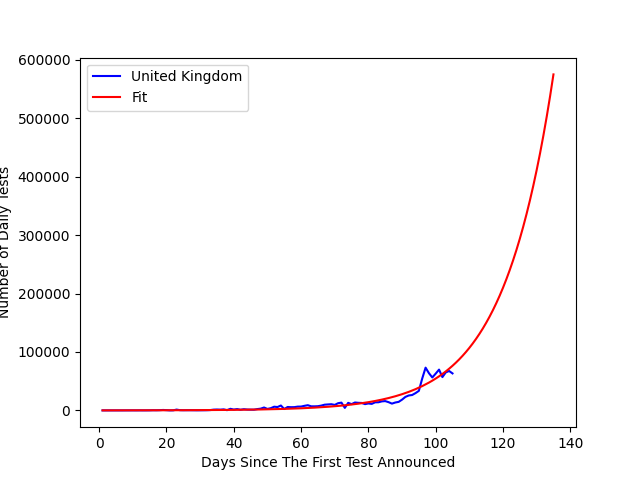 600000
500000
400000
300000
200000
100000
0
United Kingdom
Fit
Number of Daily Tests
0 20 40 60 80 100 120 140
Days Since The First Test Announced